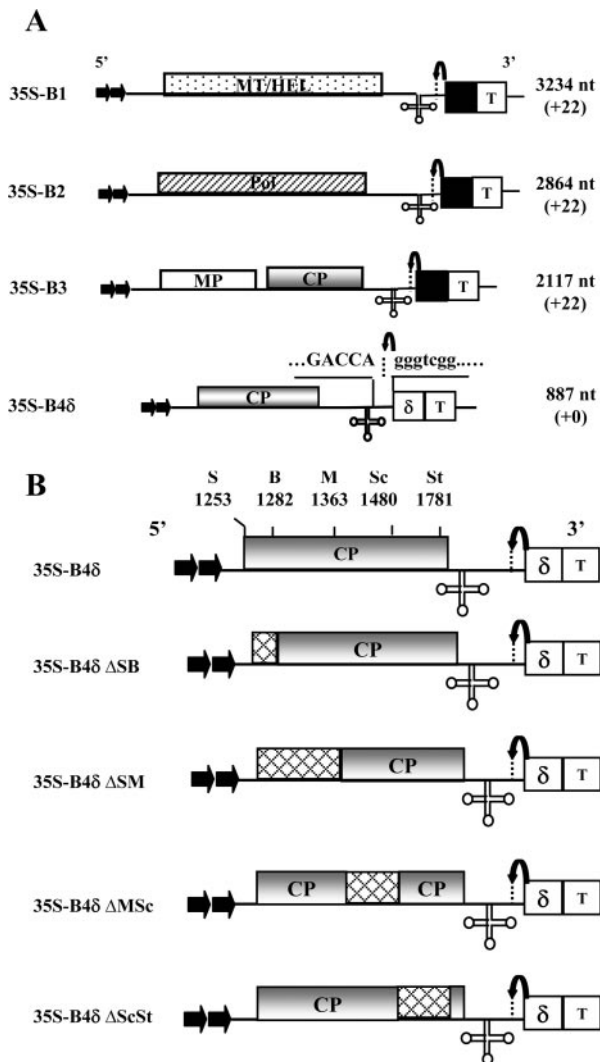 A
5’ 3’
35S-B1 MT/HEL T 3234 nt
(+22)
35S-B2 Pol T 2864 nt
(+22)
35S-B3 MP CP T 2117 nt
(+22)
...GACCA gggtcgg......
35S-B4δ CP δ T 887 nt
(+0)
B
S B M Sc St
1253 1282 1363 1480 1781
5’ 3’
35S-B4δ CP δ T
35S-B4δ ΔSB CP δ T
35S-B4δ ΔSM CP δ T
35S-B4δ ΔMSc CP CP δ T
35S-B4δ ΔScSt CP δ T